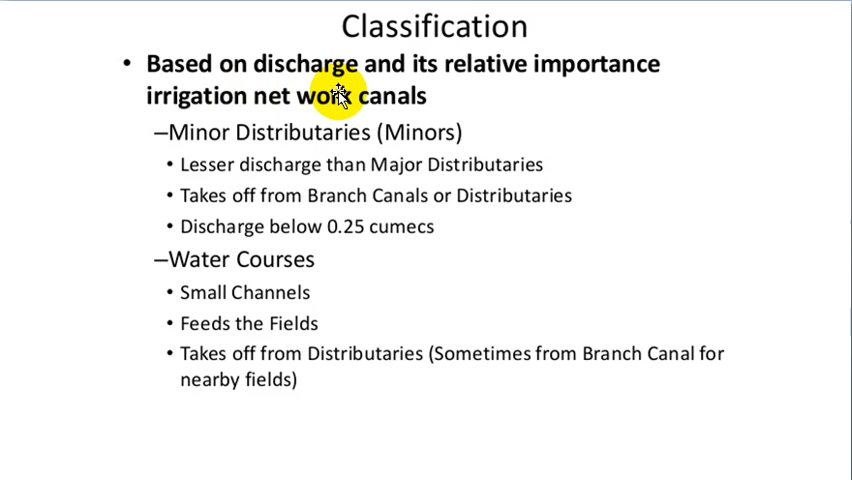 Classification
• Based on discharge and its relative importance
irrigation net work canals
–Minor Distributaries (Minors)
• Lesser discharge than Major Distributaries
• Takes off from Branch Canals or Distributaries
• Discharge below 0.25 cumecs
–Water Courses
• Small Channels
• Feeds the Fields
• Takes off from Distributaries (Sometimes from Branch Canal for
nearby fields)